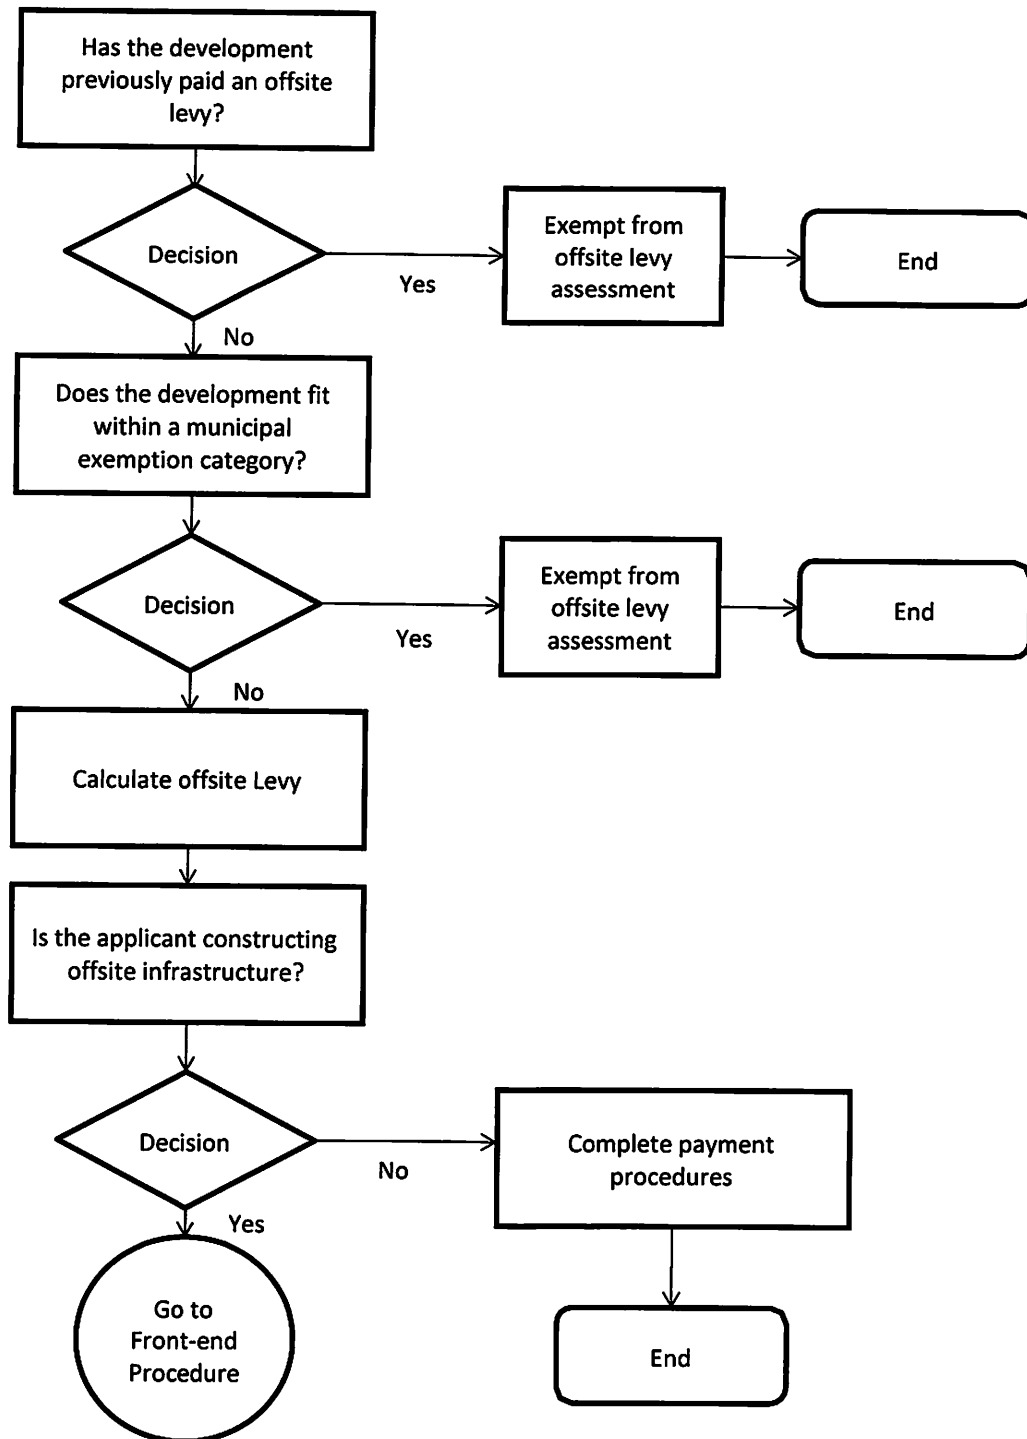 Has the development
previously paid an offsite
levy?
Decision
Yes
Exempt from
offsite levy
assessment
End
No
Does the development fit
within a municipal
exemption category?
Decision
Yes
Exempt from
offsite levy
assessment
End
No
Calculate offsite Levy
Is the applicant constructing
offsite infrastructure?
Decision
No
Complete payment
procedures
Yes
Go to
Front-end
Procedure
End